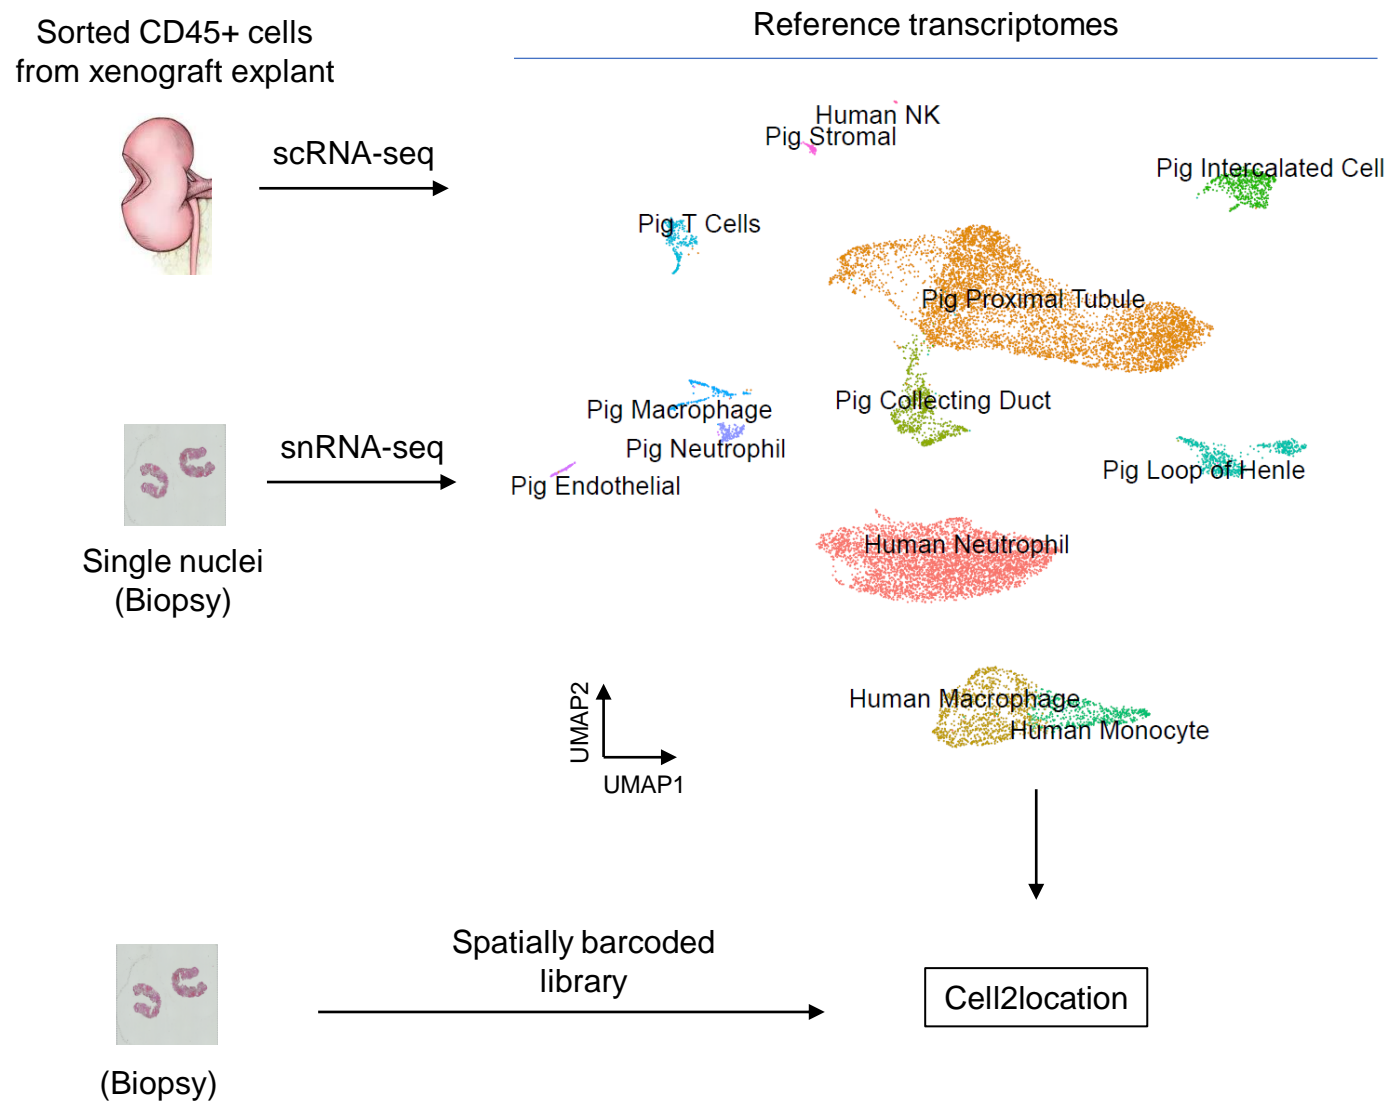 Sorted CD45+ cells
from xenograft explant
Reference transcriptomes
scRNA-seq
Human NK
Pig Stromal
Pig Intercalated Cell
Pig T Cells
Pig Proximal Tubule
Pig Macrophage
Pig Collecting Duct
Pig Neutrophil
Pig Endothelial
Pig Loop of Henle
snRNA-seq
Single nuclei
(Biopsy)
Human Neutrophil
Human Macrophage
Human Monocyte
UMAP2
UMAP1
Spatially barcoded
library
Cell2location
(Biopsy)